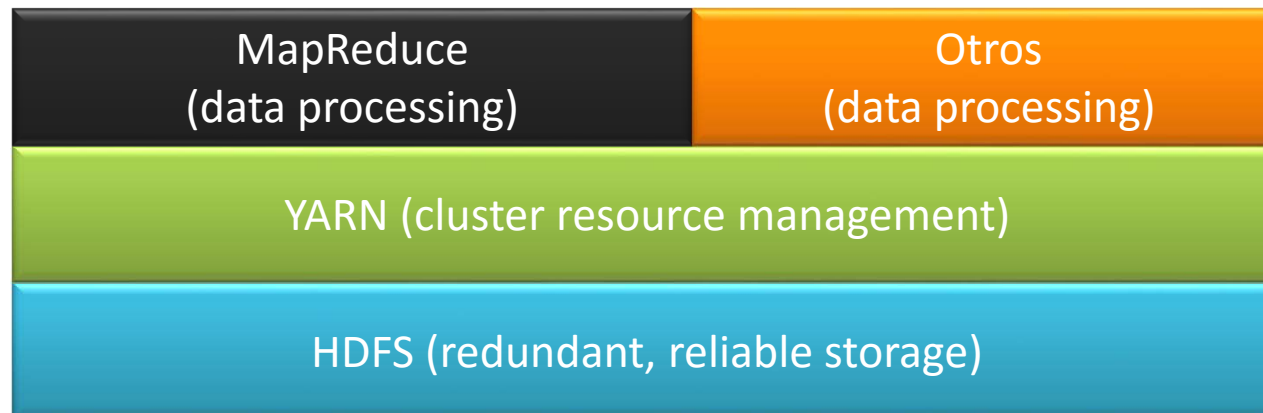 MapReduce
(data processing)
Otros
(data processing)
YARN (cluster resource management)
HDFS (redundant, reliable storage)